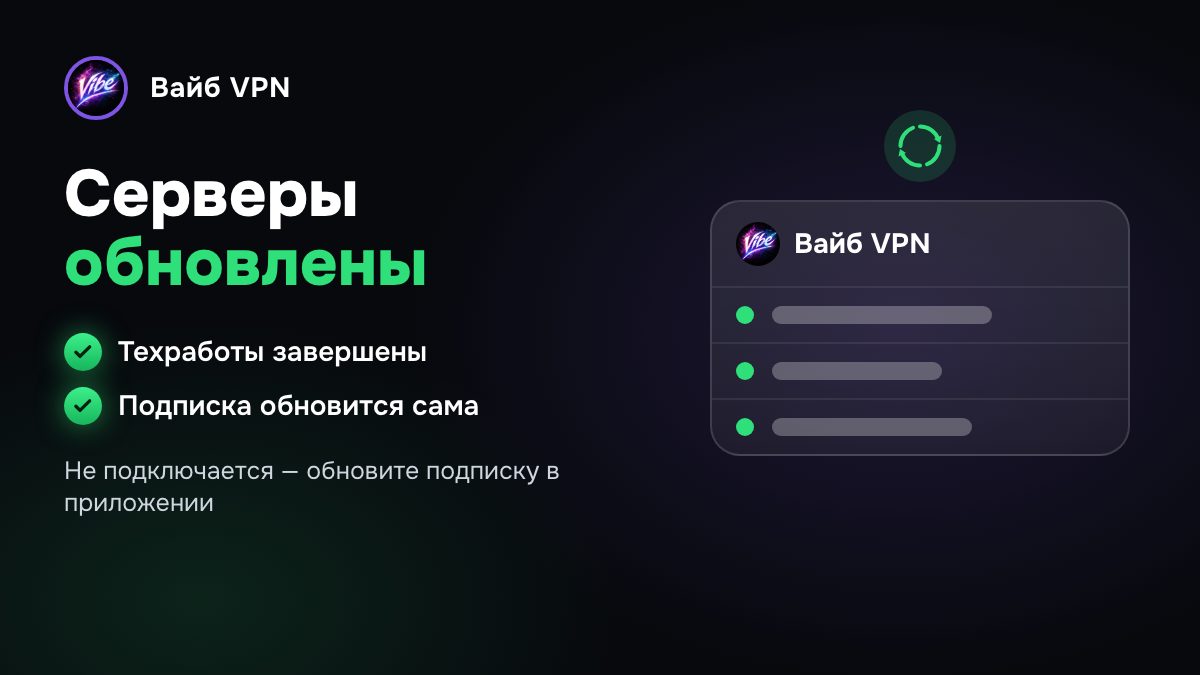 Vibe
Вайб VPN
Серверы
обновлены
Техработы завершены
Подписка обновится сама
Не подключается — обновите подписку в
приложении
Vibe
Вайб VPN